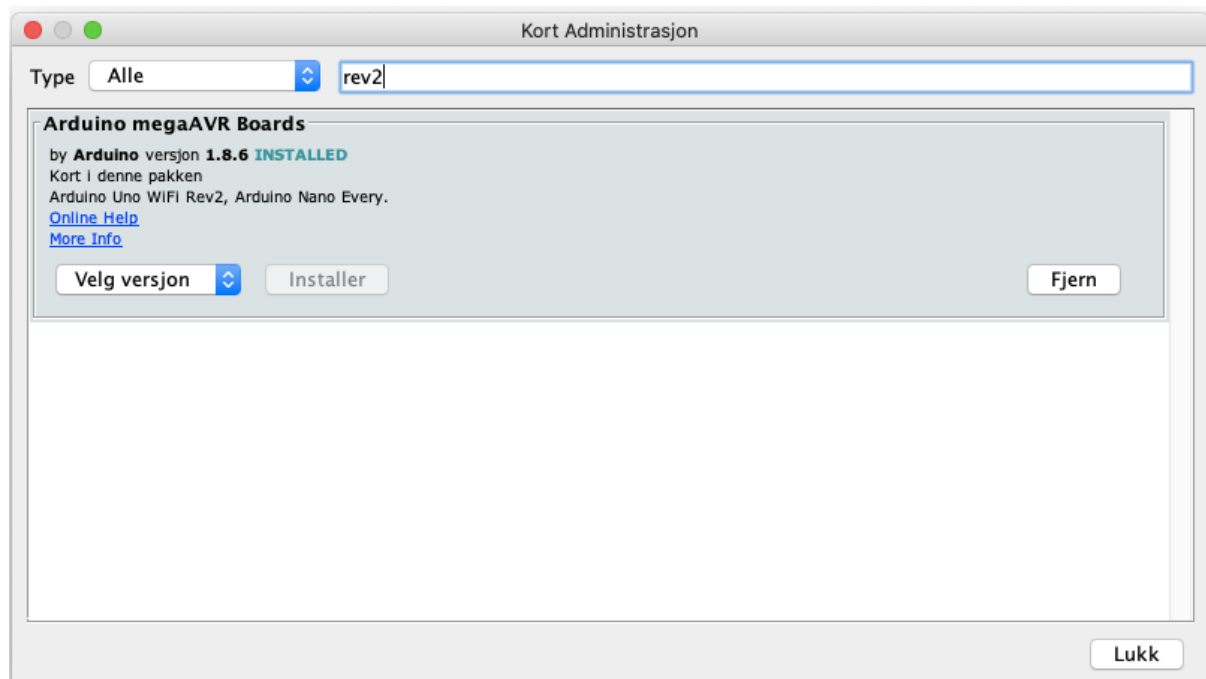 Kort Administrasjon
Type Alle rev2
Arduino megaAVR Boards
by Arduino versjon 1.8.6 INSTALLED
Kort i denne pakken
Arduino Uno WiFi Rev2, Arduino Nano Every.
Online Help
More Info
Velg versjon Installer Fjern
Lukk